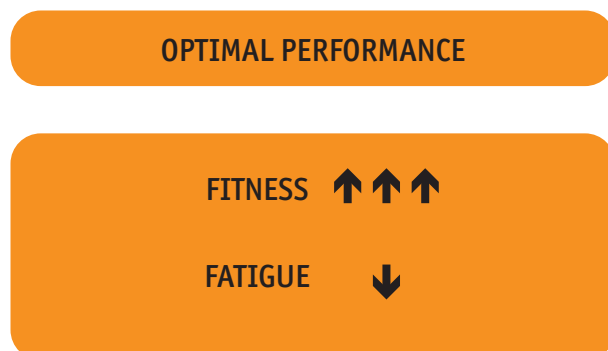 OPTIMAL PERFORMANCE
FITNESS ↑ ↑ ↑
FATIGUE ↓